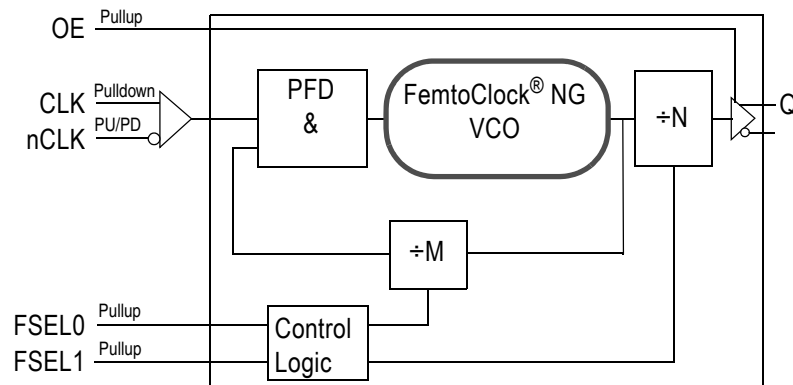 OE Pullup
CLK Pulldown
nCLK PU/PD
PFD
&
FemtoClock® NG
VCO
÷N
Q
÷M
FSEL0 Pullup
FSEL1 Pullup
Control
Logic